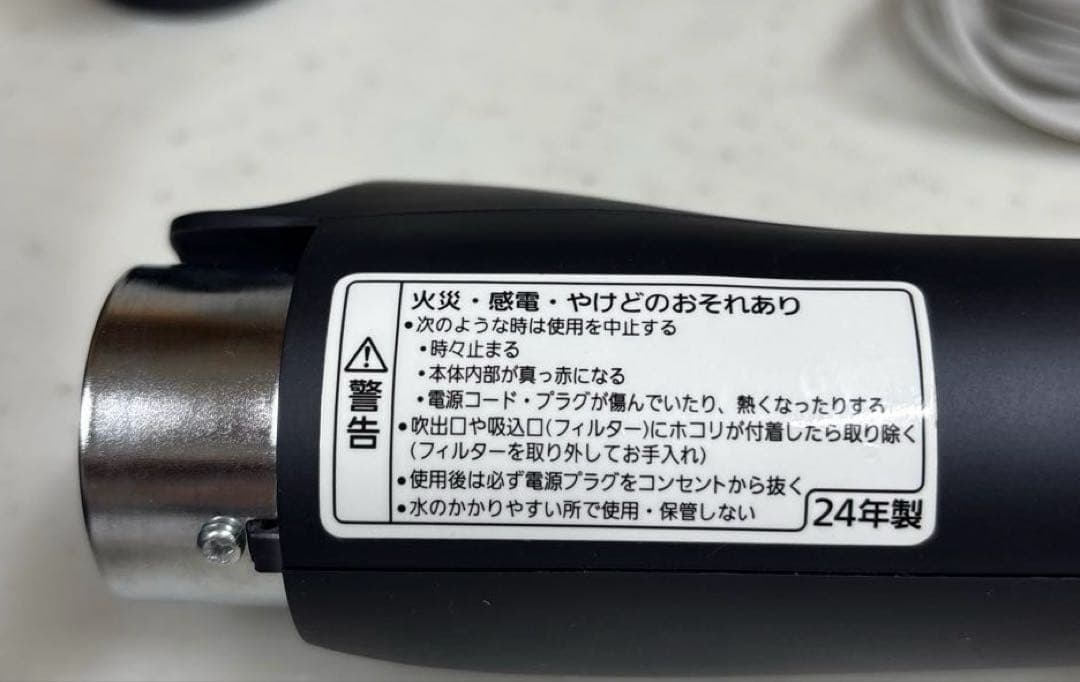 警告
火災・感電・やけどのおそれあり
●次のような時は使用を中止する
・時々止まる
・本体内部が真っ赤になる
・電源コード・プラグが傷んでいたり、熱くなったりする
●吹出口や吸込口(フィルター)にホコリが付着したら取り除く
(フィルターを取り外してお手入れ)
●使用後は必ず電源プラグをコンセントから抜く
●水のかかりやすい所で使用・保管しない
24年製